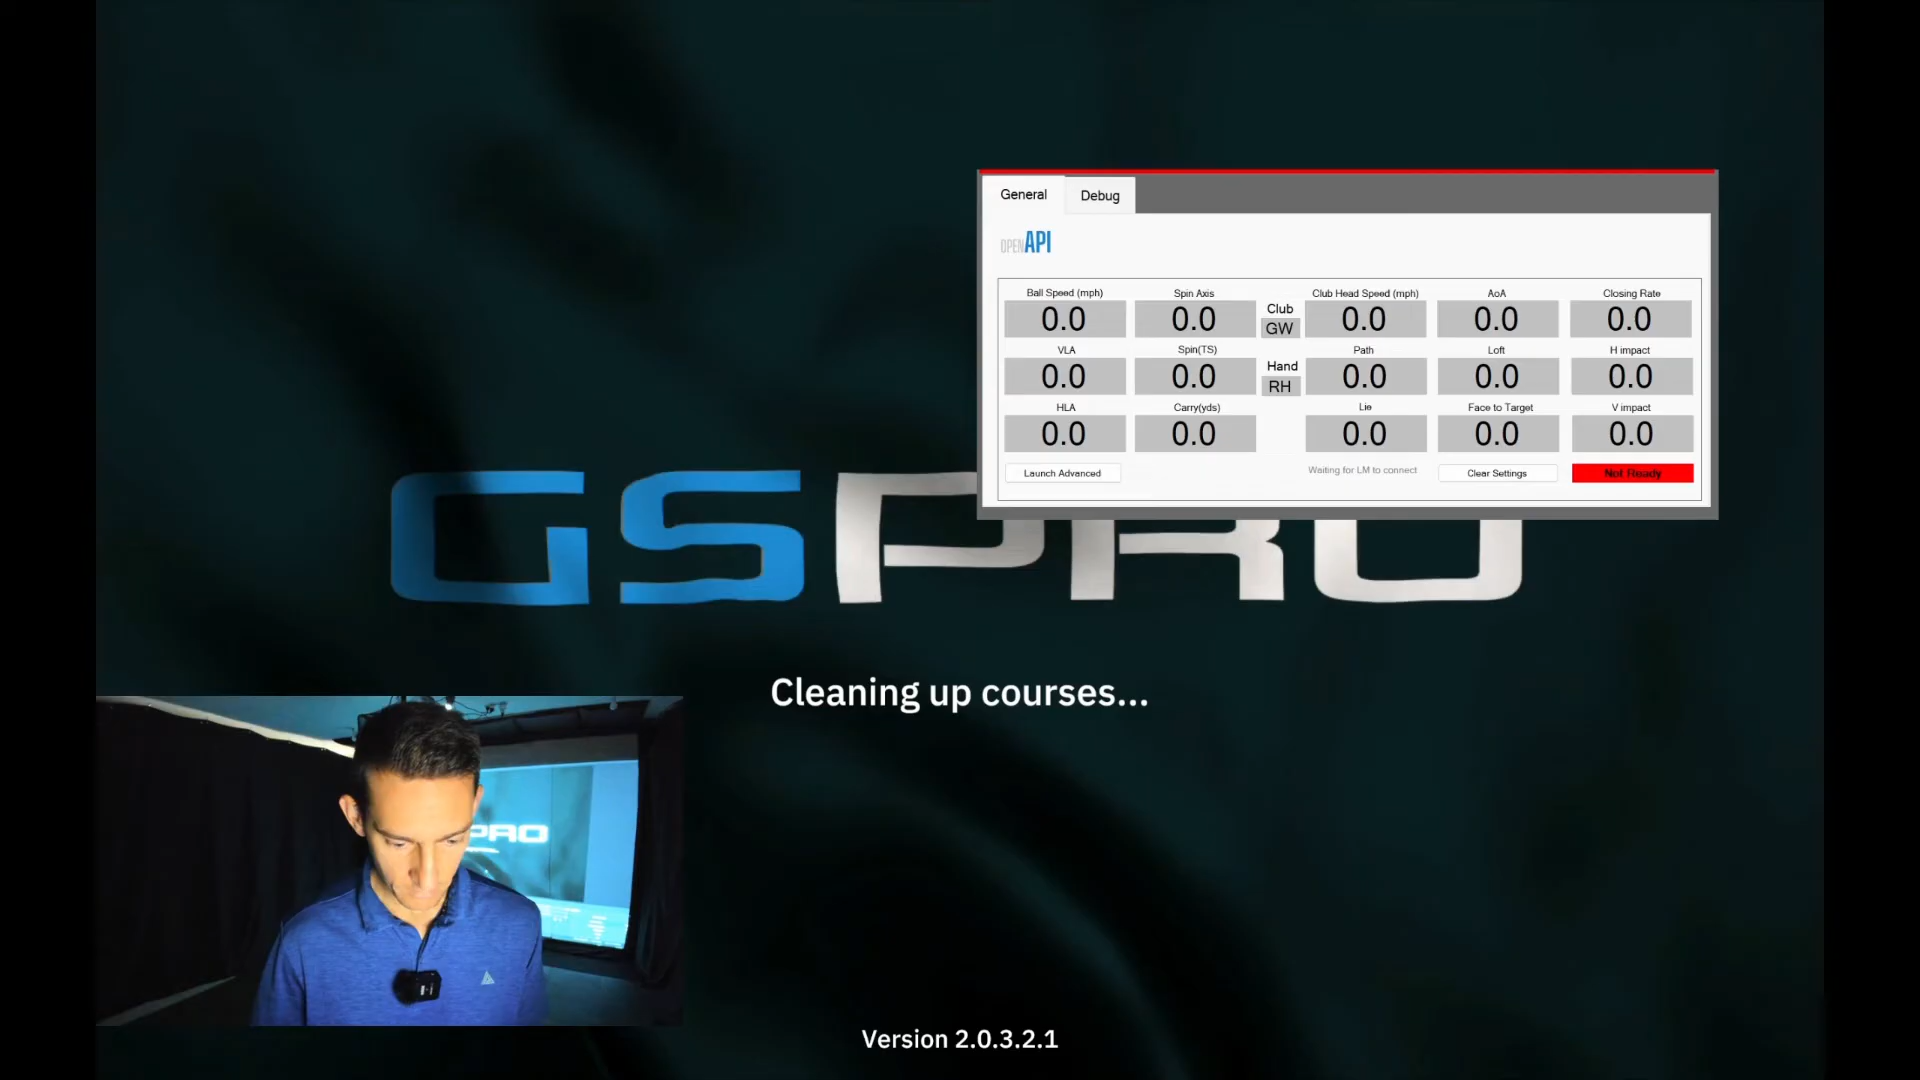 General Debug
OPEN API
Ball Speed (mph) Spin Axis Club Head Speed (mph) AoA Closing Rate
0.0 0.0 Club GW 0.0 0.0 0.0
VLA Spin(TS) Path Loft H impact
0.0 0.0 Hand RH 0.0 0.0 0.0
HLA Carry(yds) Lie Face to Target V impact
0.0 0.0 0.0 0.0 0.0
Launch Advanced Waiting for LM to connect Clear Settings Not Ready
GSPRO
Cleaning up courses...
PRO
Version 2.0.3.2.1